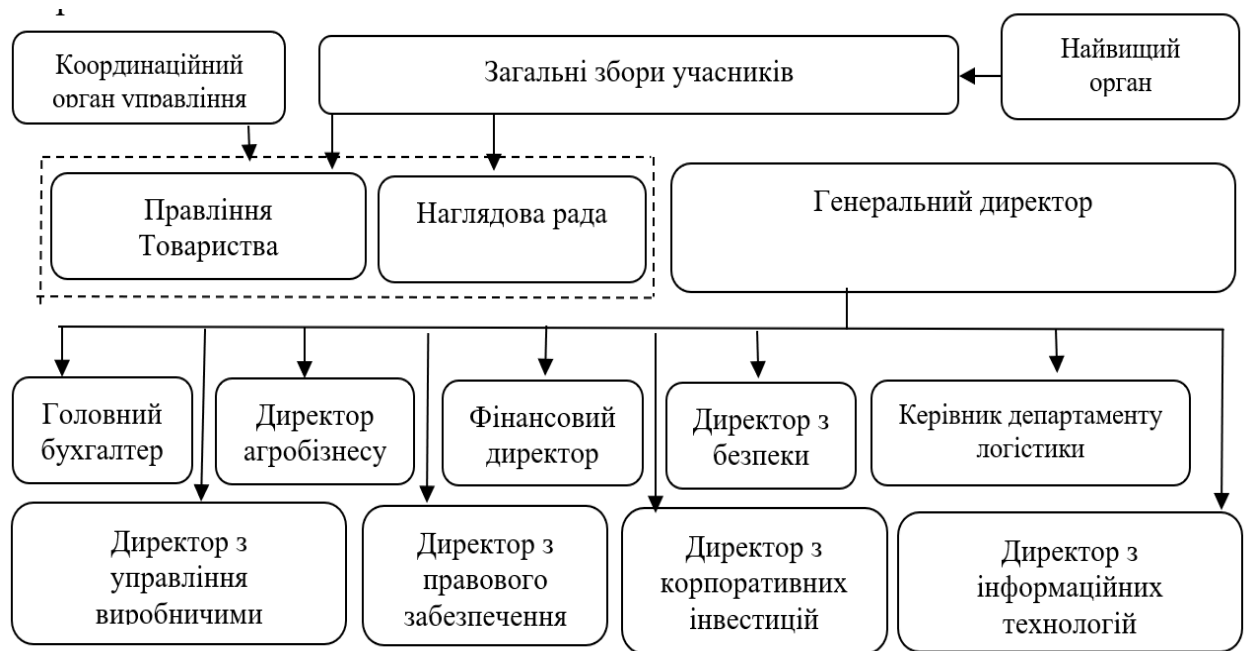 Координаційний
орган управління
Загальні збори учасників
Найвищий
орган
Правління
Товариства
Наглядова рада
Генеральний директор
Головний
бухгалтер
Директор
агробізнесу
Фінансовий
директор
Директор з
безпеки
Керівник департаменту
логістики
Директор з
управління
виробничими
Директор з
правового
забезпечення
Директор з
корпоративних
інвестицій
Директор з
інформаційних
технологій